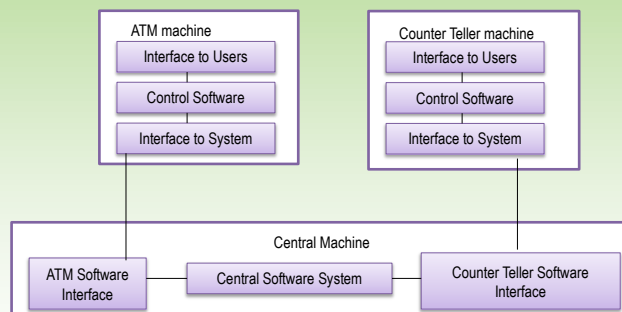 ATM machine
Interface to Users
Control Software
Interface to System
Counter Teller machine
Interface to Users
Control Software
Interface to System
Central Machine
ATM Software
Interface
Central Software System
Counter Teller Software
Interface